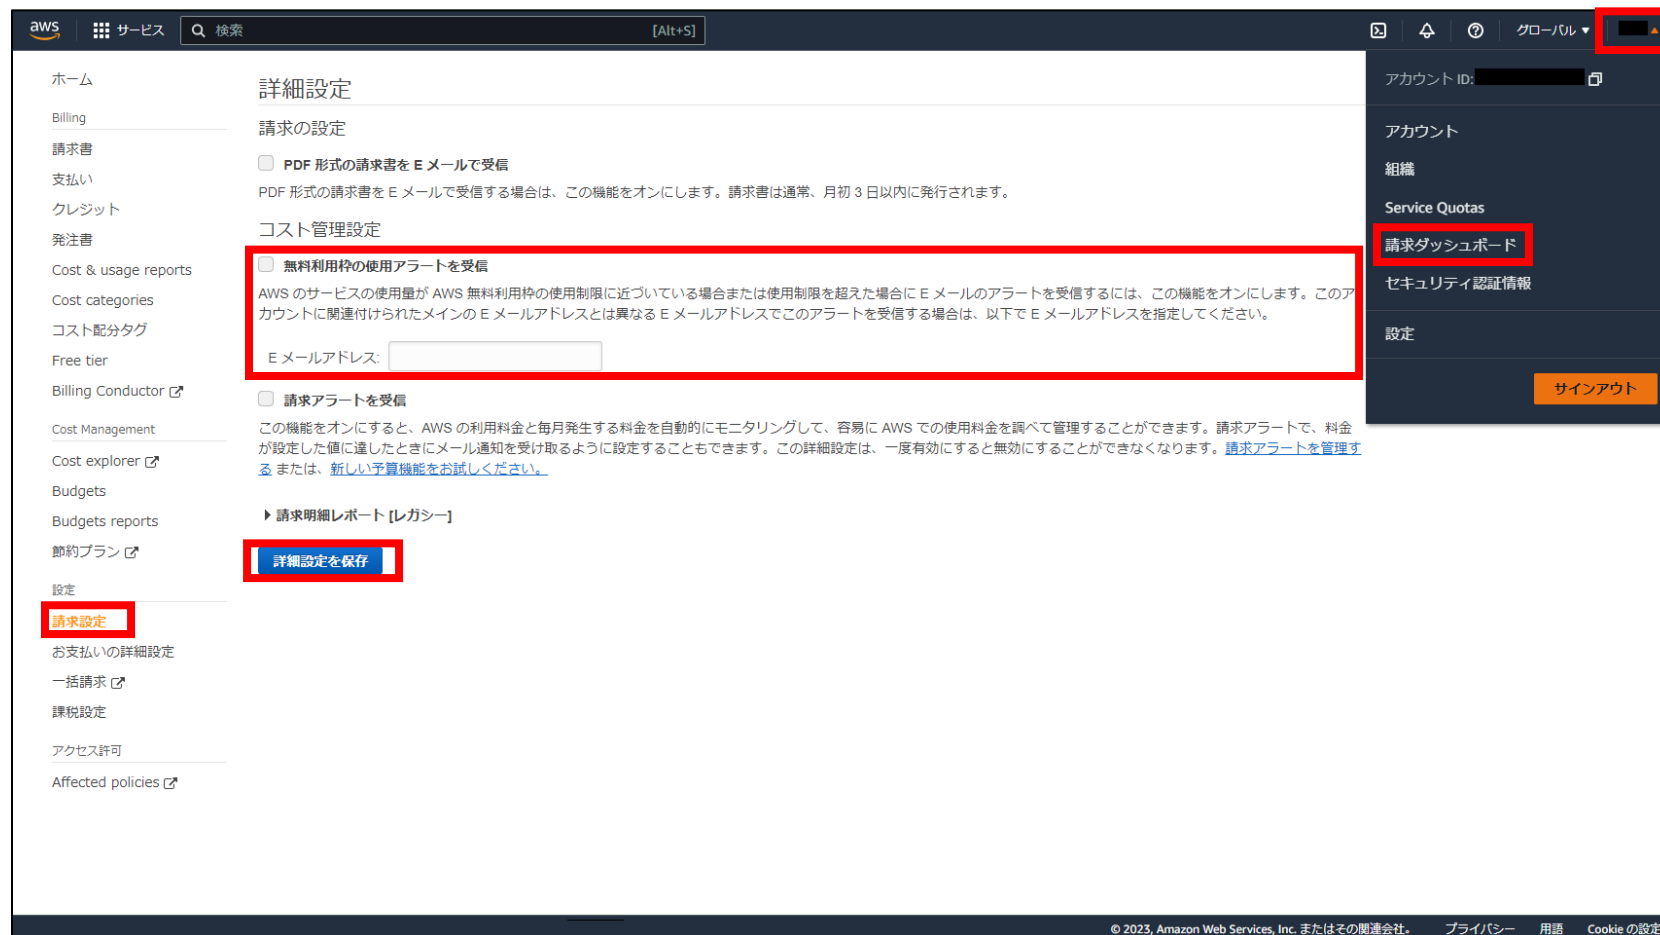 aws
サービス
検索
[Alt+S]
グローバル
ホーム
Billing
請求書
支払い
クレジット
発注書
Cost & usage reports
Cost categories
コスト配分タグ
Free tier
Billing Conductor
Cost Management
Cost explorer
Budgets
Budgets reports
節約プラン
設定
請求設定
お支払いの詳細設定
一括請求
課税設定
アクセス許可
Affected policies
詳細設定
請求の設定
PDF 形式の請求書を E メールで受信
PDF 形式の請求書を E メールで受信する場合は、この機能をオンにします。請求書は通常、月初 3 日以内に発行されます。
コスト管理設定
無料利用枠の使用アラートを受信
AWS のサービスの使用量が AWS 無料利用枠の使用制限に近づいている場合または使用制限を超えた場合に E メールのアラートを受信するには、この機能をオンにします。このア
カウントに関連付けられたメインの E メールアドレスとは異なる E メールアドレスでこのアラートを受信する場合は、以下で E メールアドレスを指定してください。
E メールアドレス:
請求アラートを受信
この機能をオンにすると、AWS の利用料金と毎月発生する料金を自動的にモニタリングして、容易に AWS での使用料金を調べて管理することができます。請求アラートで、料金
が設定した値に達したときにメール通知を受け取るように設定することもできます。この詳細設定は、一度有効にすると無効にすることができなくなります。請求アラートを管理す
る または、新しい予算機能をお試しください。
請求明細レポート [レガシー]
詳細設定を保存
アカウント ID:
アカウント
組織
Service Quotas
請求ダッシュボード
セキュリティ認証情報
設定
サインアウト
© 2023, Amazon Web Services, Inc. またはその関連会社。
プライバシー
用語
Cookie の設定